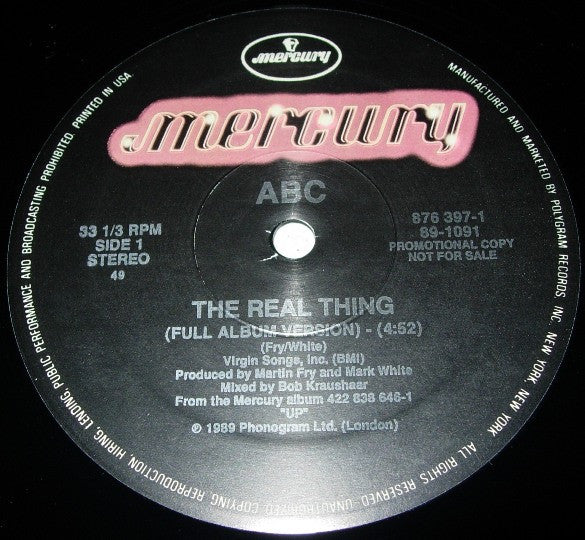 mercury
mercury
ABC
33 1/3 RPM
SIDE 1
STEREO
49
876 397-1
89-1091
PROMOTIONAL COPY
NOT FOR SALE
THE REAL THING
(FULL ALBUM VERSION) - (4:52)
(Fry/White)
Virgin Songs, Inc. (BMI)
Produced by Martin Fry and Mark White
Mixed by Bob Kraushaar
From the Mercury album 422 838 646-1
"UP"
℗ 1989 Phonogram Ltd. (London)
MANUFACTURED AND MARKETED BY POLYGRAM RECORDS, INC. NEW YORK, NEW YORK. ALL RIGHTS RESERVED-UNAUTHORIZED COPYING, REPRODUCTION, HIRING, LENDING, PUBLIC PERFORMANCE AND BROADCASTING PROHIBITED. PRINTED IN USA.